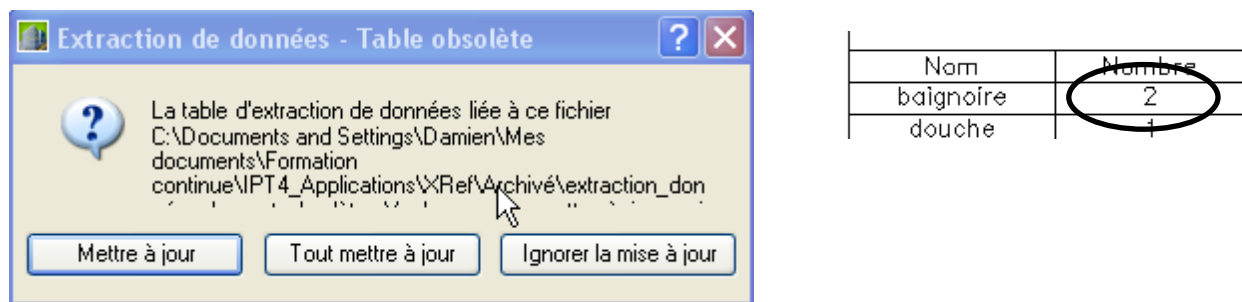 Extraction de données - Table obsolète
La table d'extraction de données liée à ce fichier
C:\Documents and Settings\Damien\Mes
documents\Formation
continue\IPT4_Applications\XRef\Archivé\extraction_don
Mettre à jour
Tout mettre à jour
Ignorer la mise à jour
Nom Nombre
baignoire 2
douche 1